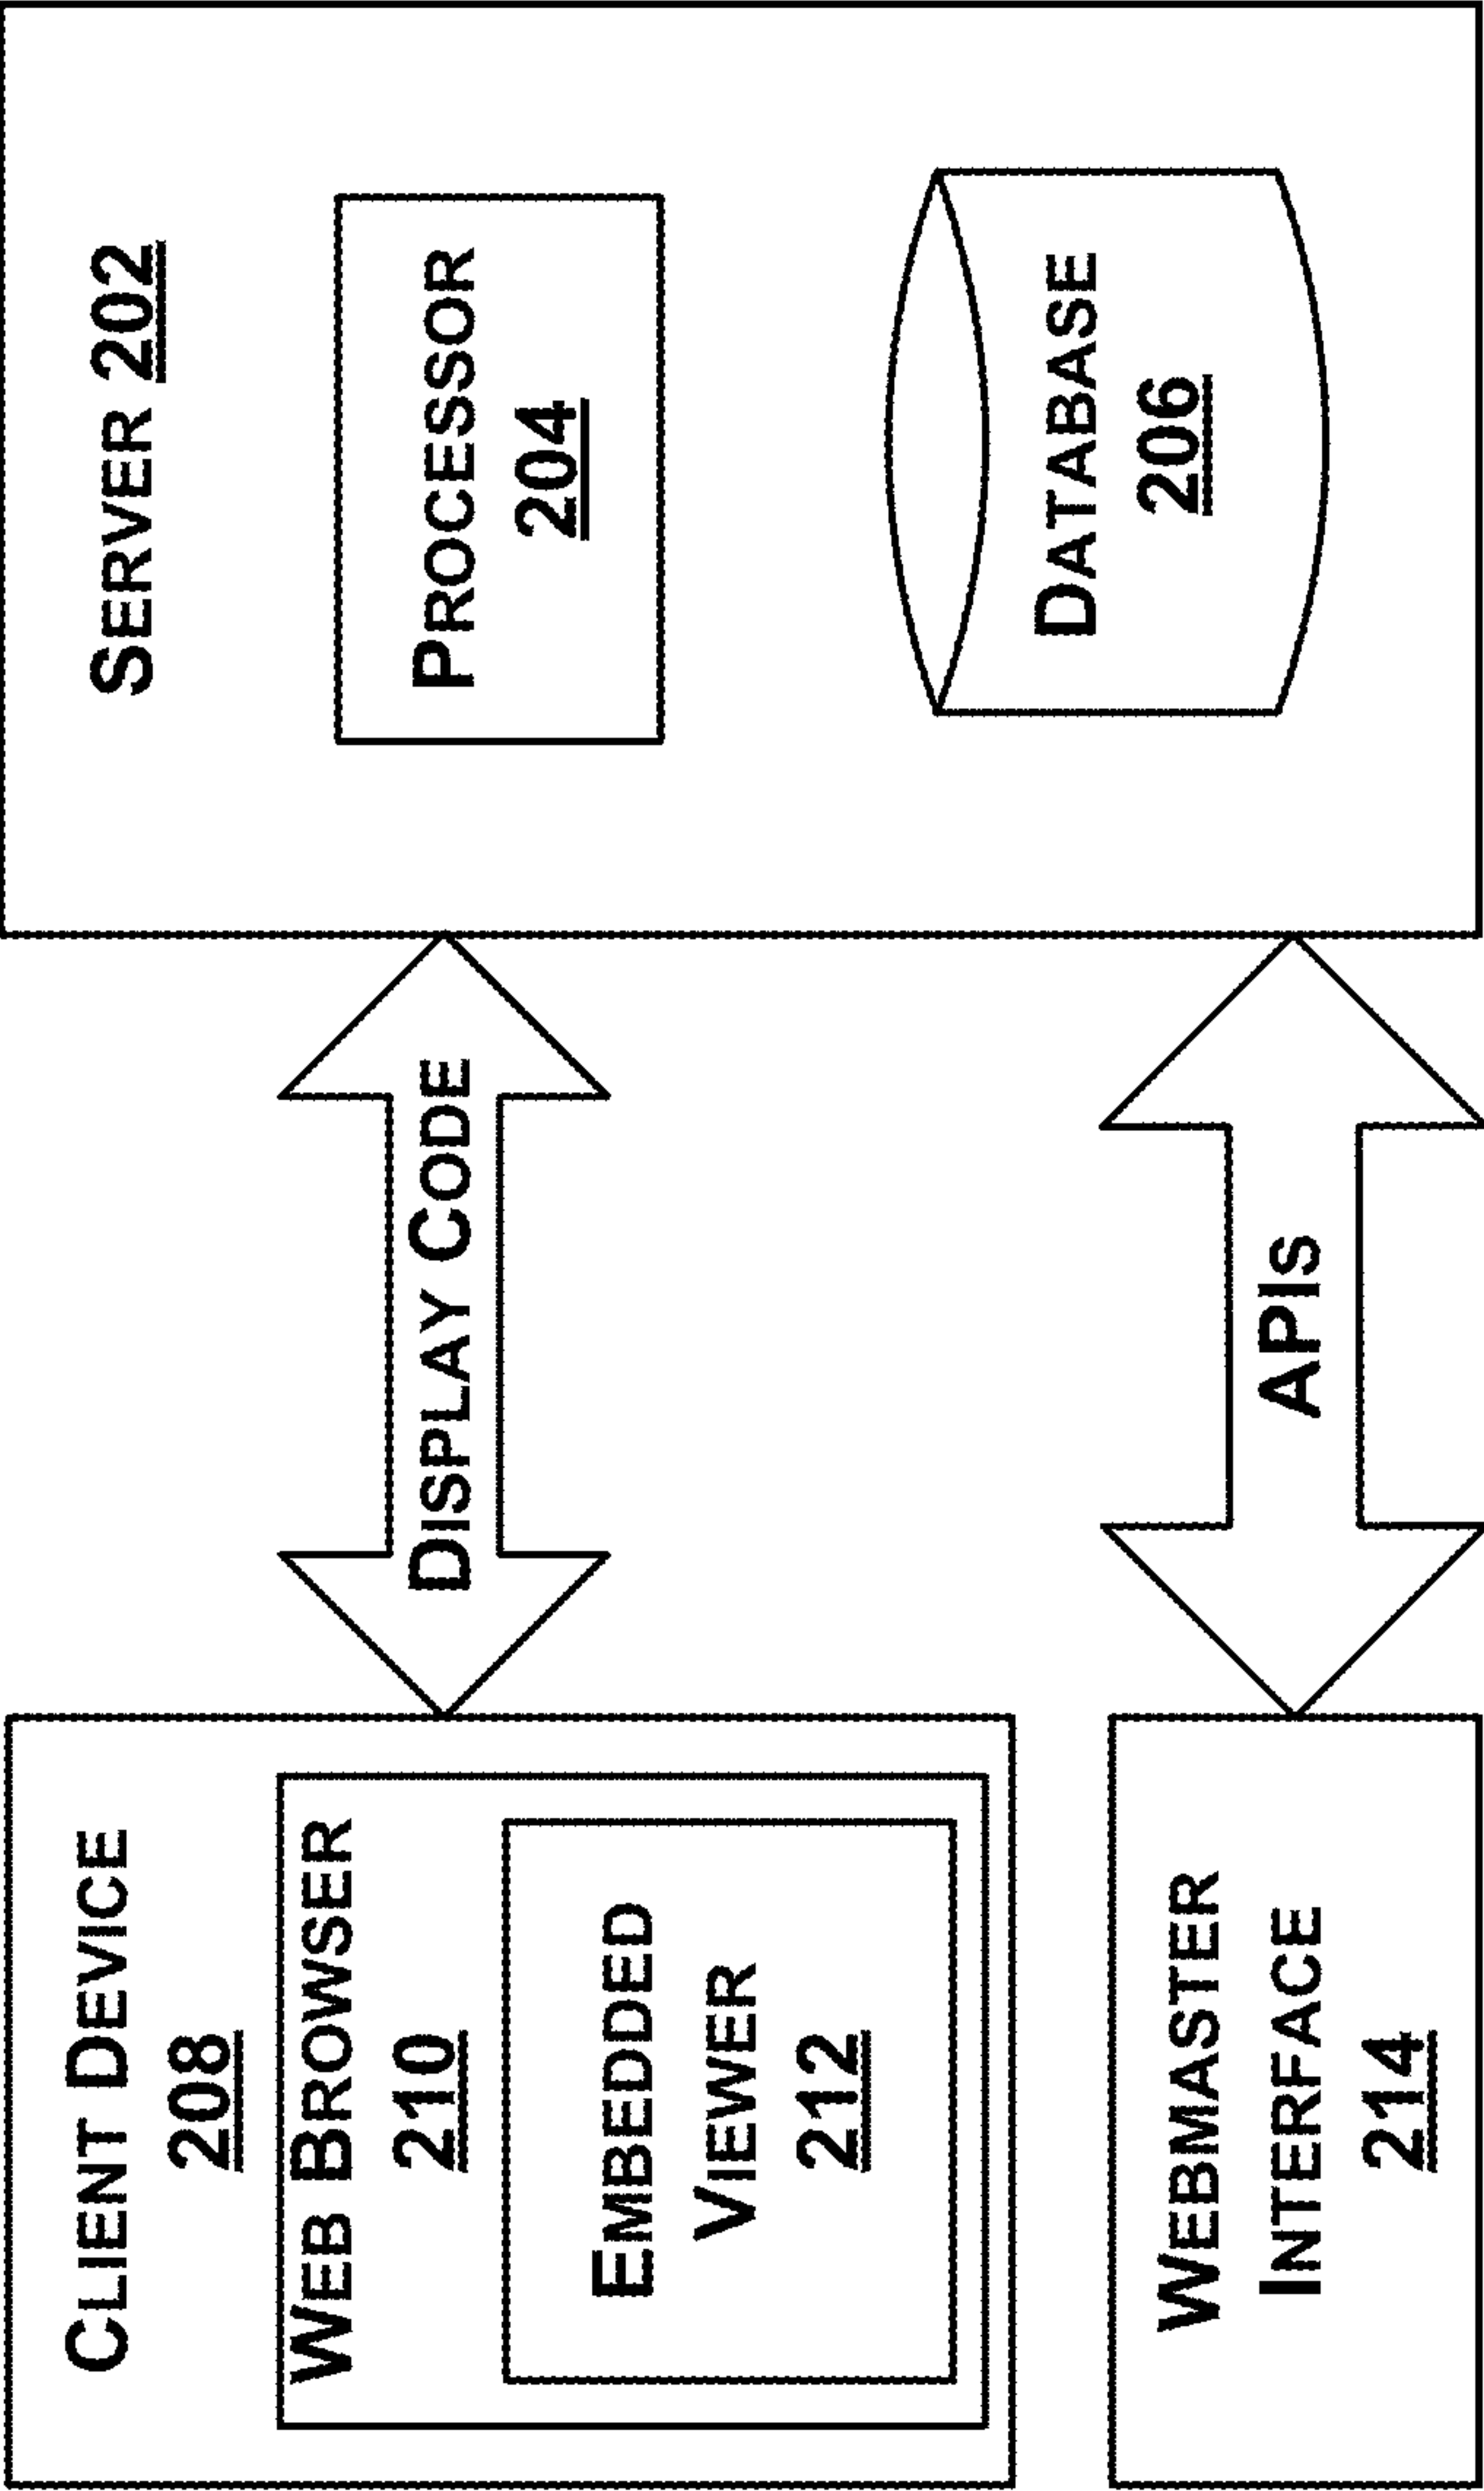 CLIENT DEVICE
208
WEB BROWSER
210
EMBEDDED
VIEWER
212
WEBMASTER
INTERFACE
214
DISPLAY CODE
APIS
SERVER 202
PROCESSOR
204
DATABASE
206